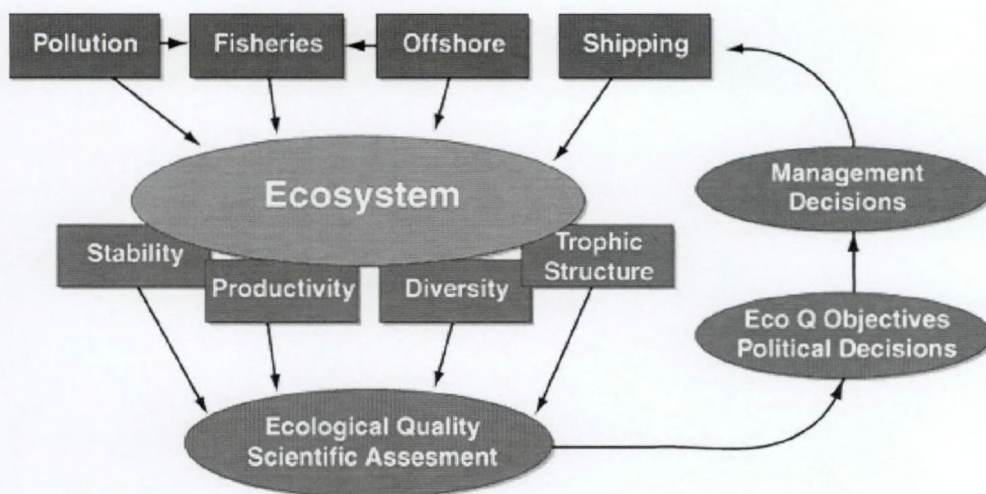 Pollution
Fisheries
Offshore
Shipping
Ecosystem
Management
Decisions
Stability
Productivity
Diversity
Trophic
Structure
Eco Q Objectives
Political Decisions
Ecological Quality
Scientific Assesment